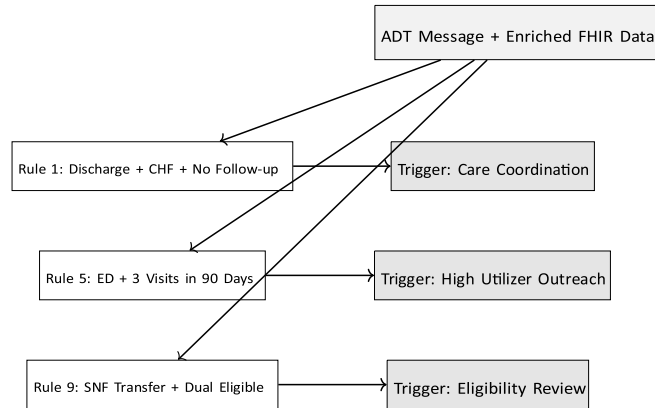 ADT Message + Enriched FHIR Data
Rule 1: Discharge + CHF + No Follow-up
Trigger: Care Coordination
Rule 5: ED + 3 Visits in 90 Days
Trigger: High Utilizer Outreach
Rule 9: SNF Transfer + Dual Eligible
Trigger: Eligibility Review